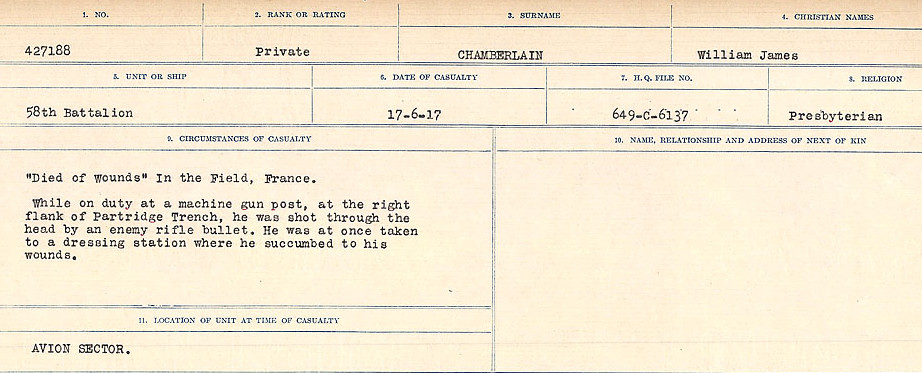 1. NO. 2. RANK OR RATING 3. SURNAME 4. CHRISTIAN NAMES
427188 Private CHAMBERLAIN William James
5. UNIT OR SHIP 6. DATE OF CASUALTY 7. H.Q. FILE NO. 8. RELIGION
58th Battalion 17-6-17 649-C-6137 Presbyterian
9. CIRCUMSTANCES OF CASUALTY 10. NAME, RELATIONSHIP AND ADDRESS OF NEXT OF KIN
"Died of Wounds" In the Field, France.
While on duty at a machine gun post, at the right
flank of Partridge Trench, he was shot through the
head by an enemy rifle bullet. He was at once taken
to a dressing station where he succumbed to his
wounds.
11. LOCATION OF UNIT AT TIME OF CASUALTY
AVION SECTOR.